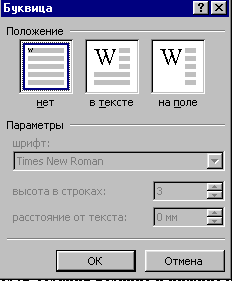 Буквица
Положение
W W W
нет в тексте на поле
Параметры
шрифт:
Times New Roman
высота в строках: 3
расстояние от текста: 0 мм
ОК Отмена